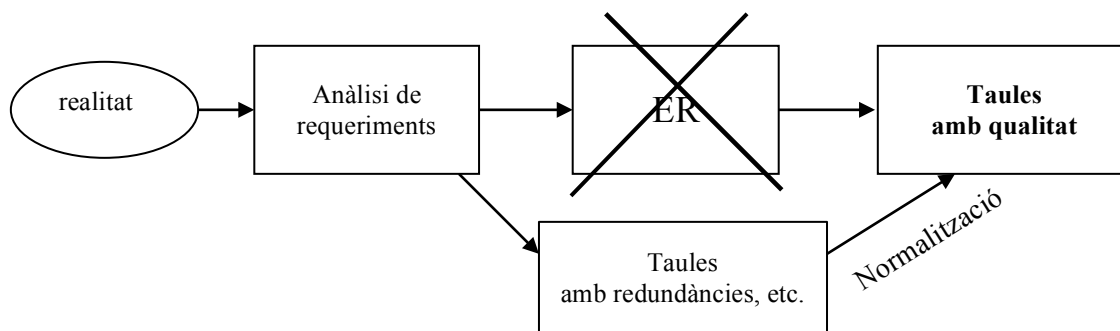 realitat
Anàlisi de
requeriments
ER
Taules
amb qualitat
Taules
amb redundàncies, etc.
Normalització